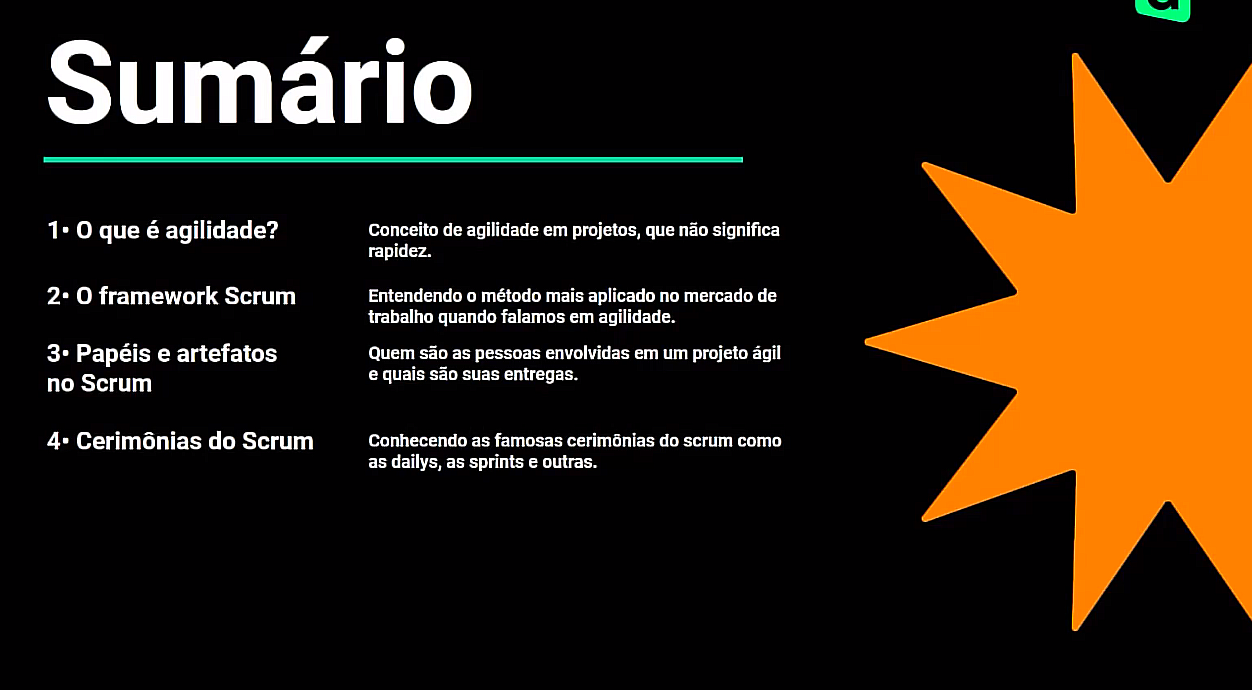 Sumário
1• O que é agilidade?
Conceito de agilidade em projetos, que não significa
rapidez.
2• O framework Scrum
Entendendo o método mais aplicado no mercado de
trabalho quando falamos em agilidade.
3• Papéis e artefatos
no Scrum
Quem são as pessoas envolvidas em um projeto ágil
e quais são suas entregas.
4• Cerimônias do Scrum
Conhecendo as famosas cerimônias do scrum como
as dailys, as sprints e outras.